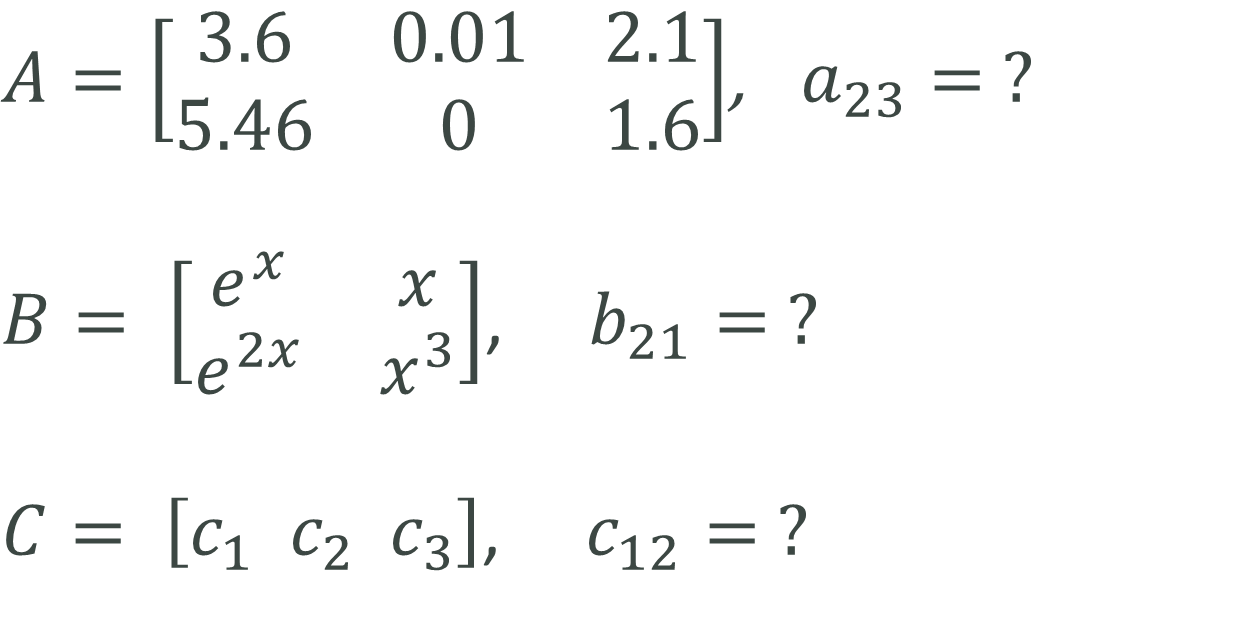 A = [3.6 0.01 2.1
5.46 0 1.6], a₂₃ = ?
B = [eˣ x
e²ˣ x³], b₂₁ = ?
C = [c₁ c₂ c₃], c₁₂ = ?